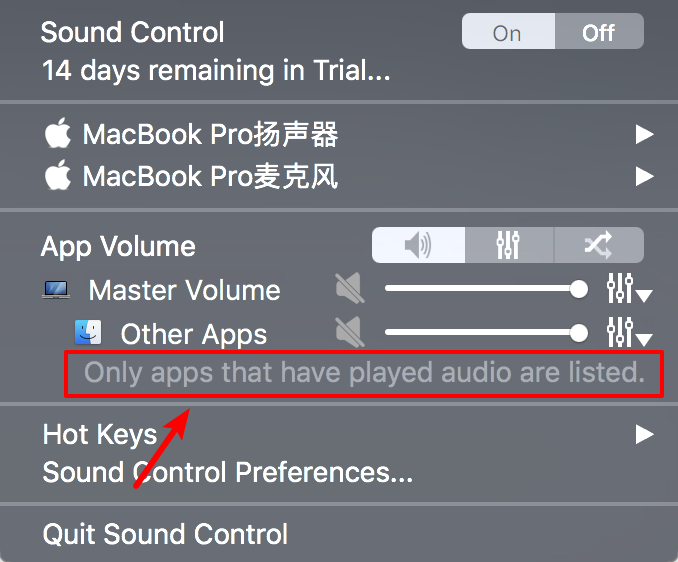 Sound Control
On
Off
14 days remaining in Trial...
MacBook Pro扬声器
MacBook Pro麦克风
App Volume
Master Volume
Other Apps
Only apps that have played audio are listed.
Hot Keys
Sound Control Preferences...
Quit Sound Control